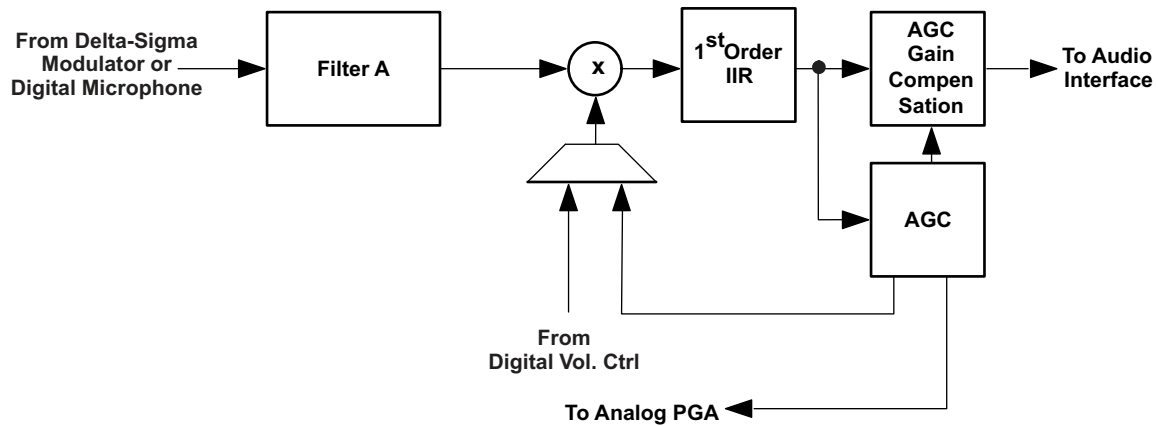 From Delta-Sigma
Modulator or
Digital Microphone
Filter A
x
1st Order
IIR
AGC
Gain
Compen
Sation
To Audio
Interface
AGC
From
Digital Vol. Ctrl
To Analog PGA